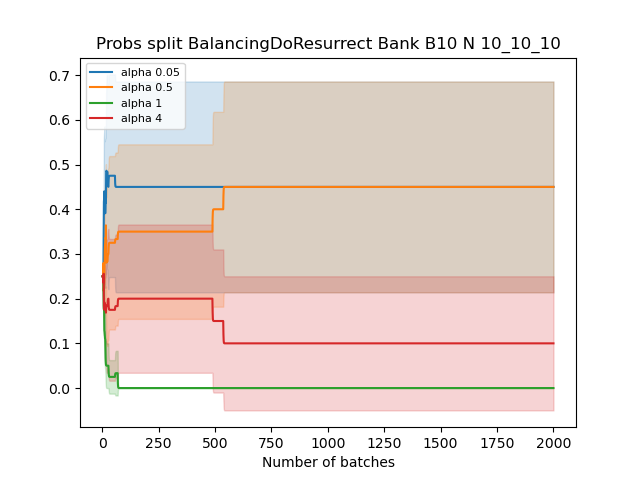 Probs split BalancingDoResurrect Bank B10 N 10_10_10
alpha 0.05
alpha 0.5
alpha 1
alpha 4
0.7
0.6
0.5
0.4
0.3
0.2
0.1
0.0
0 250 500 750 1000 1250 1500 1750 2000
Number of batches